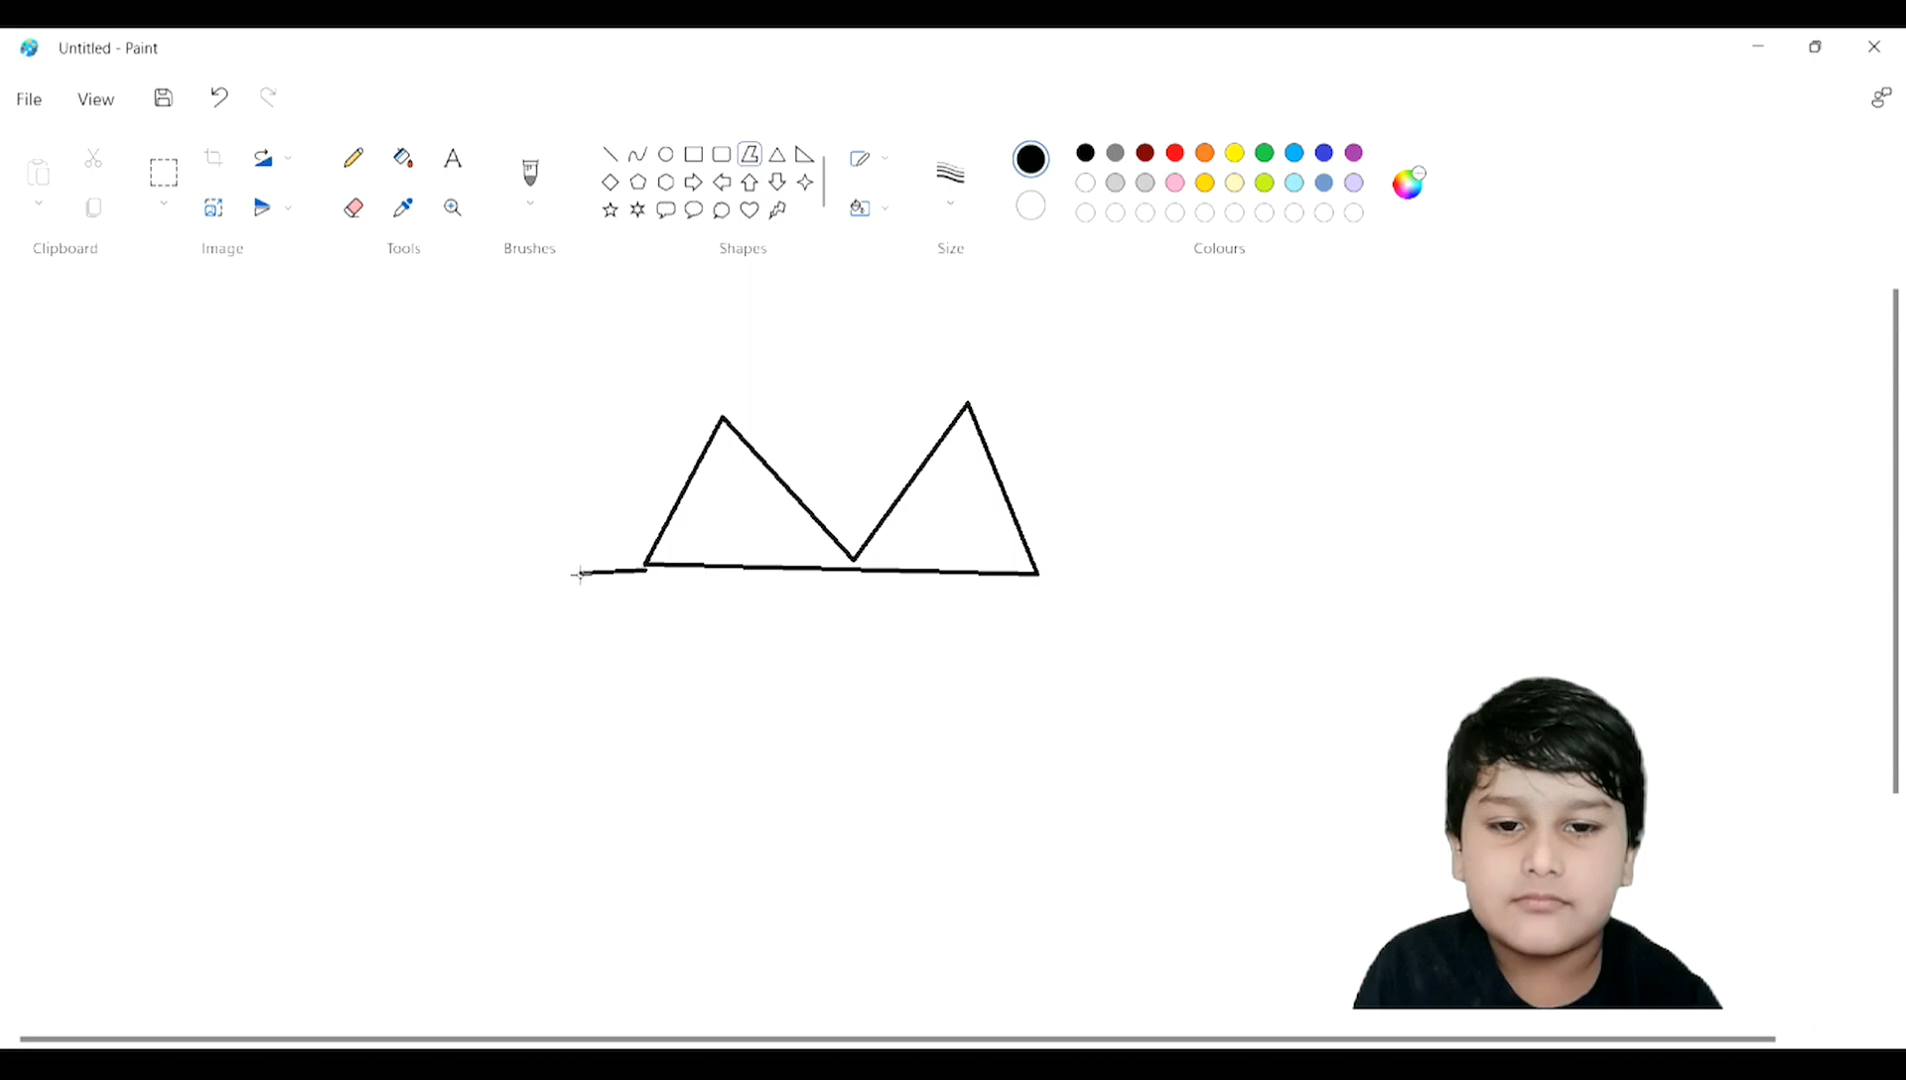 Untitled - Paint
File View
Clipboard Image Tools Brushes Shapes Size Colours